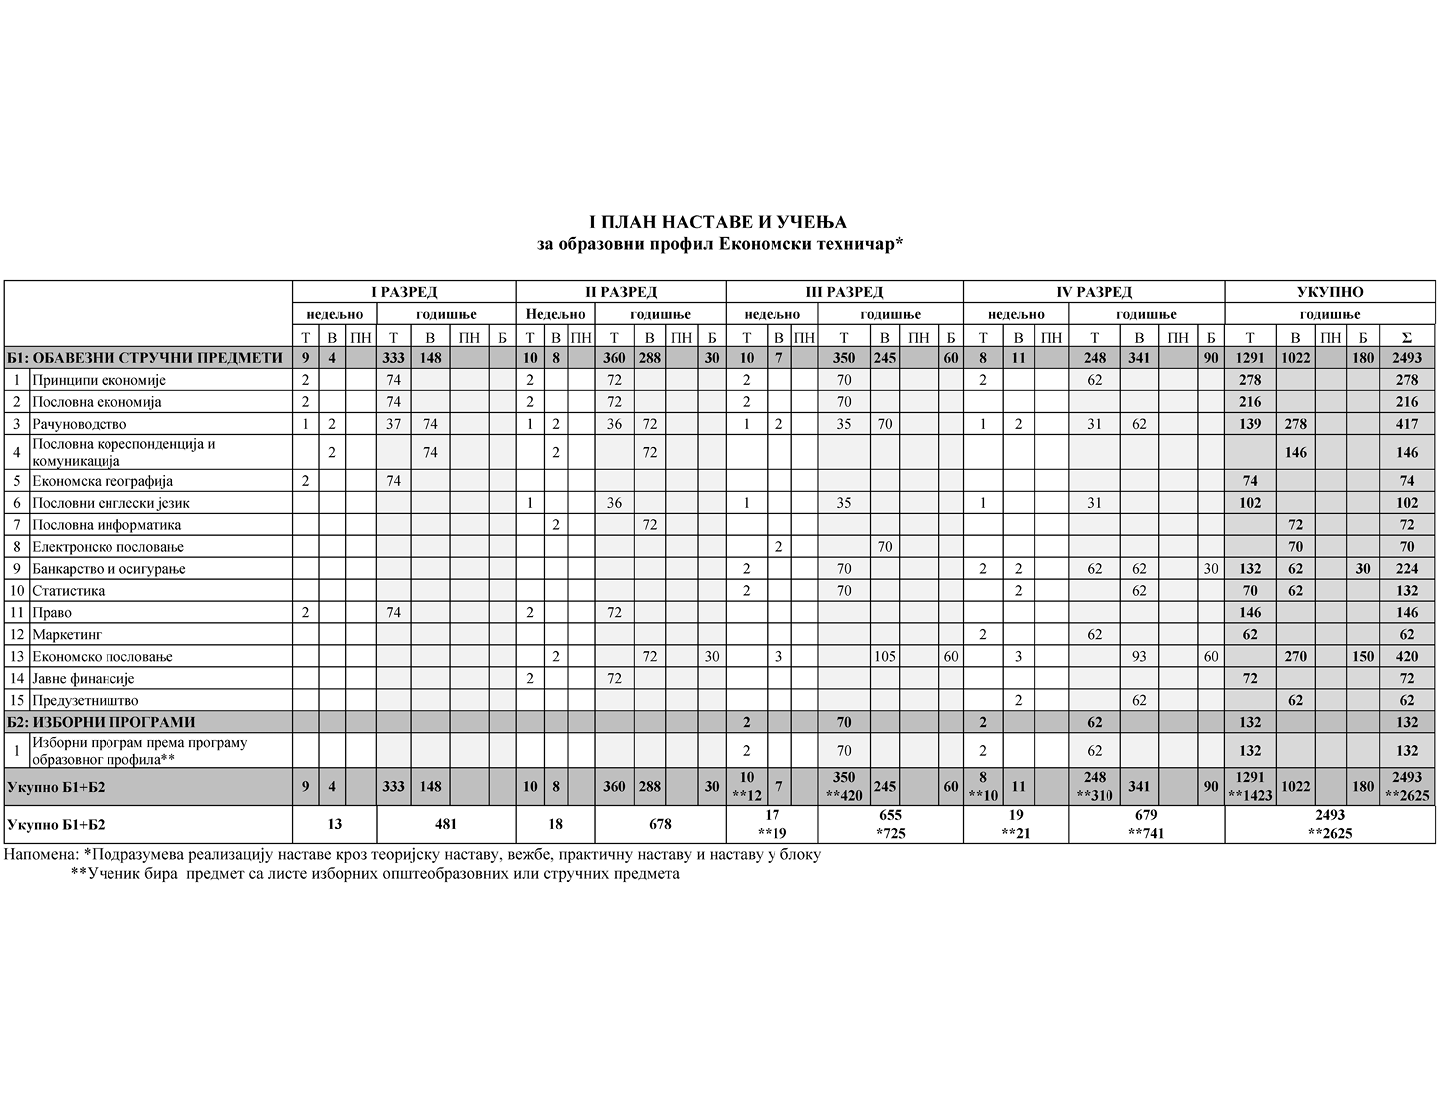 I ПЛАН НАСТАВЕ И УЧЕЊА
за образовни профил Економски техничар*
I РАЗРЕД II РАЗРЕД III РАЗРЕД IV РАЗРЕД УКУПНО
недељно годишње Недељно годишње недељно годишње недељно годишње годишње
Т В ПН Т В ПН Б Т В ПН Т В ПН Б Т В ПН Т В ПН Б Т В ПН Т В ПН Б Т В ПН Б Σ
Б1: ОБАВЕЗНИ СТРУЧНИ ПРЕДМЕТИ 9 4 333 148 10 8 360 288 30 10 7 350 245 60 8 11 248 341 90 1291 1022 180 2493
1 Принципи економије 2 74 2 72 2 70 2 62 278 278
2 Пословна економија 2 74 2 72 2 70 216 216
3 Рачуноводство 1 2 37 74 1 2 36 72 1 2 35 70 1 2 31 62 139 278 417
4 Пословна кореспонденција и
комуникација 2 74 2 72 146 146
5 Економска географија 2 74 74 74
6 Пословни енглески језик 1 36 1 35 1 31 102 102
7 Пословна информатика 2 72 72 72
8 Електронско пословање 2 70 70 70
9 Банкарство и осигурање 2 70 2 2 62 62 30 132 62 30 224
10 Статистика 2 70 2 62 70 62 132
11 Право 2 74 2 72 146 146
12 Маркетинг 2 62 62 62
13 Економско пословање 2 72 30 3 105 60 3 93 60 270 150 420
14 Јавне финансије 2 72 72 72
15 Предузетништво 2 62 62 62
Б2: ИЗБОРНИ ПРОГРАМИ 2 70 2 62 132 132
1 Изборни програм према програму
образовног профила** 2 70 2 62 132 132
Укупно Б1+Б2 9 4 333 148 10 8 360 288 30 10 7 350 245 60 8 11 248 341 90 1291 1022 180 2493
**12 **420 **10 **310 **1423 **2625
Укупно Б1+Б2 13 481 18 678 17 655 19 679 2493
**19 *725 **21 **741 **2625
Напомена: *Подразумева реализацију наставе кроз теоријску наставу, вежбе, практичну наставу и наставу у блоку
**Ученик бира предмет са листе изборних општеобразовних или стручних предмета